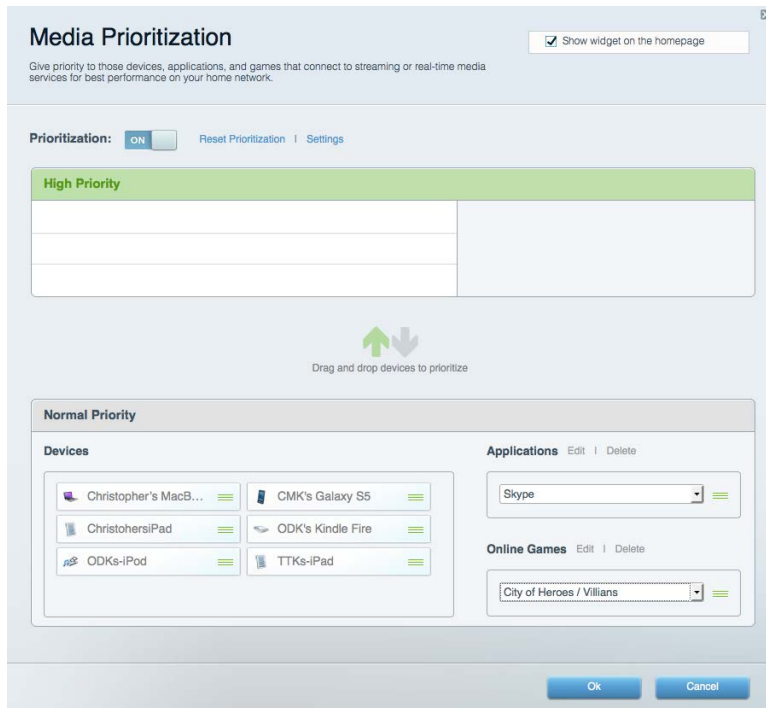 Media Prioritization
Show widget on the homepage
Give priority to those devices, applications, and games that connect to streaming or real-time media
services for best performance on your home network.
Prioritization: ON Reset Prioritization | Settings
High Priority
Drag and drop devices to prioritize
Normal Priority
Devices
Christopher's MacB... CMK's Galaxy S5
ChristohersiPad ODK's Kindle Fire
ODKs-iPod TTKs-iPad
Applications Edit | Delete
Skype
Online Games Edit | Delete
City of Heroes / Villians
Ok Cancel